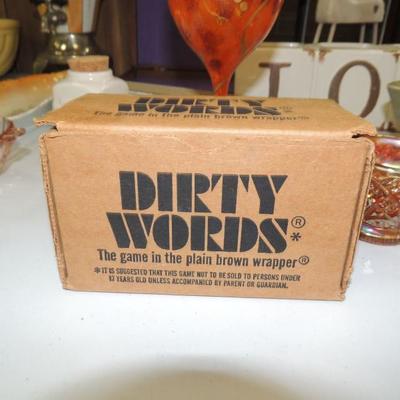 DIRTY
WORDS®*
The game in the plain brown wrapper®
DIRTY
WORDS®*
The game in the plain brown wrapper®
*IT IS SUGGESTED THAT THIS GAME NOT TO BE SOLD TO PERSONS UNDER
17 YEARS OLD UNLESS ACCOMPANIED BY PARENT OR GUARDIAN.
L O